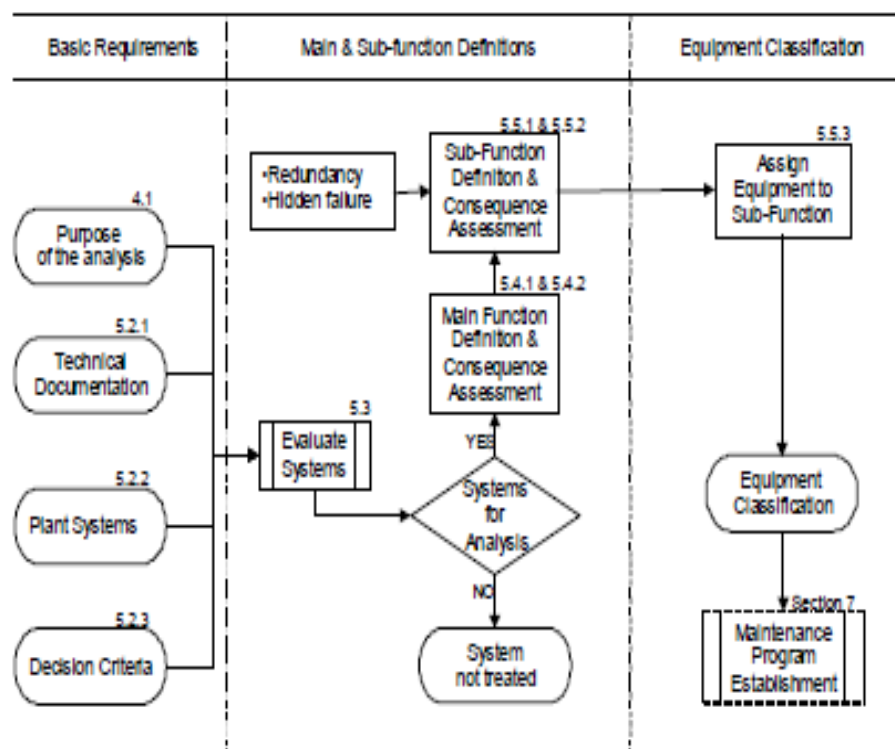 Basic Requirements
Main & Sub-function Definitions
Equipment Classification
4.1
Purpose
of the analysis
5.2.1
Technical
Documentation
5.2.2
Plant Systems
5.2.3
Decision Criteria
•Redundancy
•Hidden failure
5.5.1 & 5.5.2
Sub-Function
Definition &
Consequence
Assessment
5.4.1 & 5.4.2
Main Function
Definition &
Consequence
Assessment
5.3
Evaluate
Systems
YES
Systems
for
Analysis
NO
System
not treated
5.5.3
Assign
Equipment to
Sub-Function
Equipment
Classification
Section 7
Maintenance
Program
Establishment